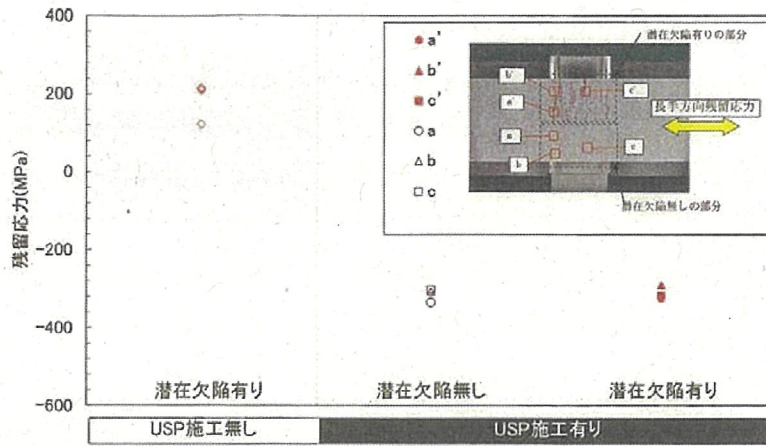 残留応力(MPa)
400
200
0
−200
−400
−600
a'
b'
c'
a
b
c
潜在欠陥有りの部分
b'
c'
a'
a
b
c
長手方向残留応力
潜在欠陥無しの部分
潜在欠陥有り
潜在欠陥無し
潜在欠陥有り
USP施工無し
USP施工有り